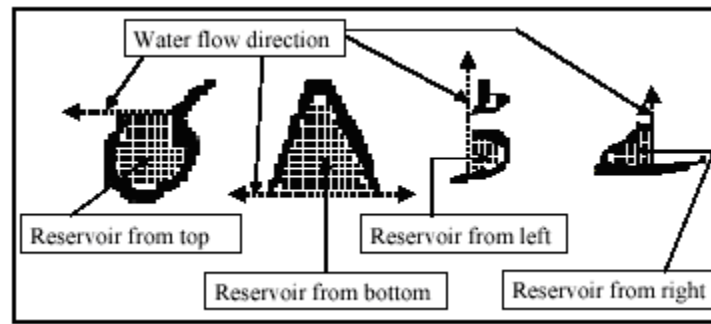 Water flow direction
Reservoir from top
Reservoir from left
Reservoir from bottom
Reservoir from right